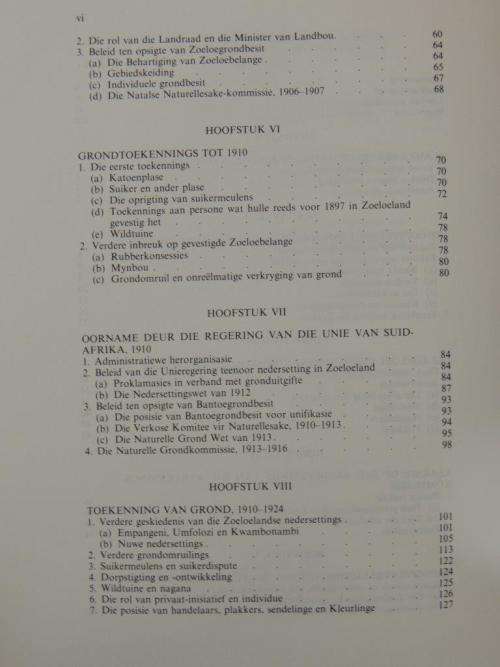 vi
2. Die rol van die Landraad en die Minister van Landbou. . . . . 60
3. Beleid ten opsigte van Zoeloegrondbesit . . . . . 64
(a) Die Behartiging van Zoeloebelange . . . . . 64
(b) Gebiedskeiding . . . . . 65
(c) Individuele grondbesit . . . . . 67
(d) Die Natalse Naturellesake-kommissie, 1906-1907 . . . . . 68
HOOFSTUK VI
GRONDTOEKENNINGS TOT 1910
1. Die eerste toekennings . . . . . 70
(a) Katoenplase . . . . . 70
(b) Suiker en ander plase . . . . . 70
(c) Die oprigting van suikermeulens . . . . . 72
(d) Toekennings aan persone wat hulle reeds voor 1897 in Zoeloeland
gevestig het . . . . . 74
(e) Wildtuine . . . . . 78
2. Verdere inbreuk op gevestigde Zoeloebelange . . . . . 78
(a) Rubberkonsessies . . . . . 78
(b) Mynbou . . . . . 80
(c) Grondomruil en onreëlmatige verkryging van grond . . . . . 80
HOOFSTUK VII
OORNAME DEUR DIE REGERING VAN DIE UNIE VAN SUID-
AFRIKA, 1910
1. Administratiewe herorganisasie . . . . . 84
2. Beleid van die Unieregering teenoor nedersetting in Zoeloeland . . . . . 84
(a) Proklamasies in verband met gronduitgifte . . . . . 84
(b) Die Nedersettingswet van 1912 . . . . . 87
3. Beleid ten opsigte van Bantoegrondbesit . . . . . 93
(a) Die posisie van Bantoegrondbesit voor unifikasie . . . . . 93
(b) Die Verkose Komitee vir Naturellesake, 1910-1913 . . . . . 94
(c) Die Naturelle Grond Wet van 1913 . . . . . 95
4. Die Naturelle Grondkommissie, 1913-1916 . . . . . 98
HOOFSTUK VIII
TOEKENNING VAN GROND, 1910-1924
1. Verdere geskiedenis van die Zoeloelandse nedersettings . . . . . 101
(a) Empangeni, Umfolozi en Kwambonambi . . . . . 101
(b) Nuwe nedersettings . . . . . 105
2. Verdere grondomruilings . . . . . 113
3. Suikermeulens en suikerdispute . . . . . 122
4. Dorpstigting en -ontwikkeling . . . . . 124
5. Wildtuine en nagana . . . . . 125
6. Die rol van privaat-inisiatief en individue . . . . . 126
7. Die posisie van handelaars, plakkers, sendelinge en Kleurlinge . . . . . 127